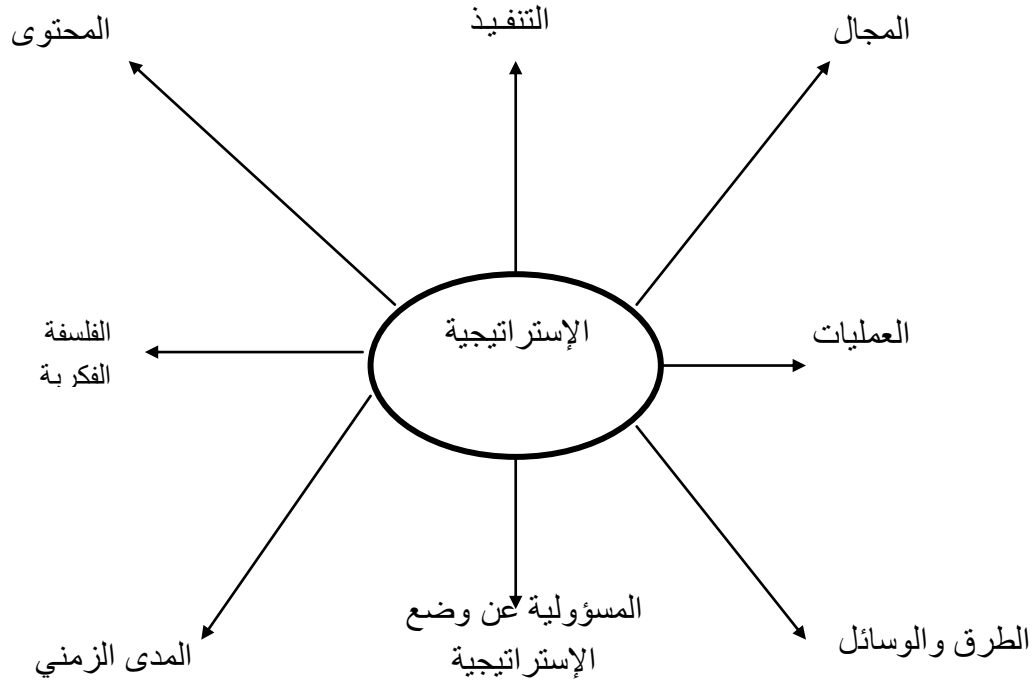 المجال
التنفيذ
المحتوى
الإستراتيجية
العمليات
الفلسفة
الفكرية
الطرق والوسائل
المسؤولية عن وضع
الإستراتيجية
المدى الزمني